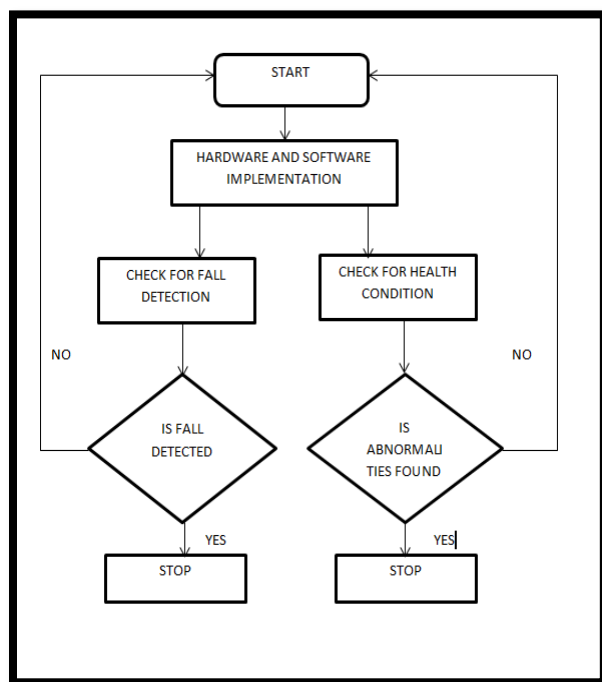 START
HARDWARE AND SOFTWARE
IMPLEMENTATION
CHECK FOR FALL
DETECTION
CHECK FOR HEALTH
CONDITION
NO
NO
IS FALL
DETECTED
IS
ABNORMALI
TIES FOUND
YES
YES
STOP
STOP